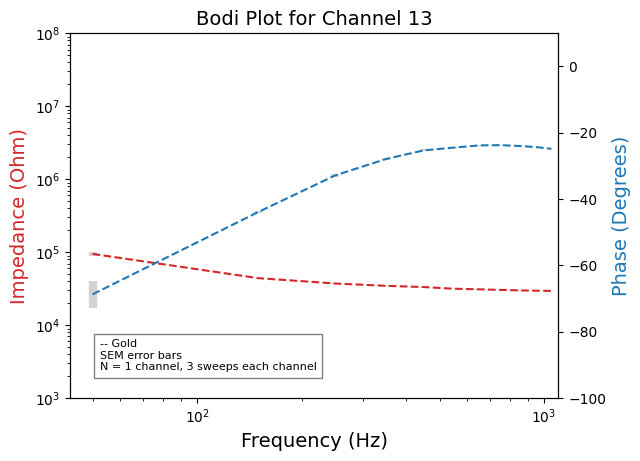 Bodi Plot for Channel 13
10^8
10^7
10^6
10^5
10^4
10^3
Impedance (Ohm)
0
−20
−40
−60
−80
−100
Phase (Degrees)
-- Gold
SEM error bars
N = 1 channel, 3 sweeps each channel
10^2
10^3
Frequency (Hz)